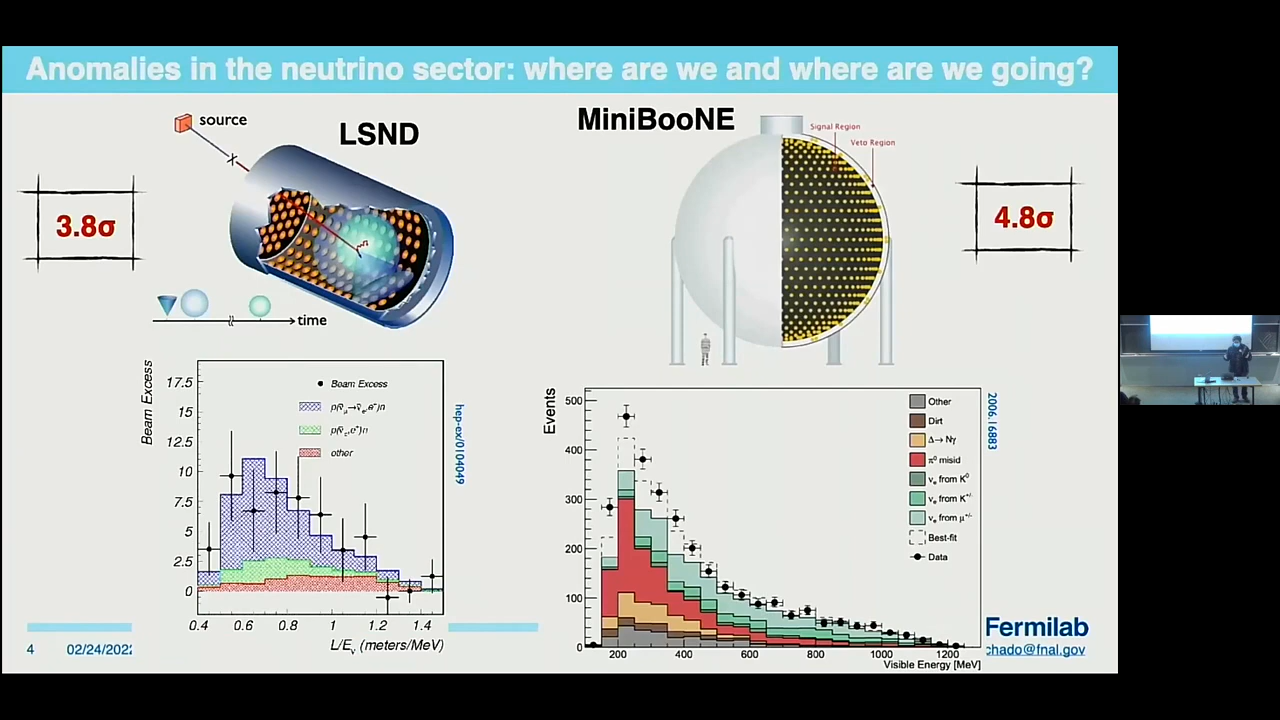 Anomalies in the neutrino sector: where are we and where are we going?
source
LSND
3.8σ
time
MiniBooNE
Signal Region
Veto Region
4.8σ
Beam Excess
17.5
15
12.5
10
7.5
5
2.5
0
Beam Excess
other
0.4 0.6 0.8 1 1.2 1.4
L/Eν (meters/MeV)
hep-ex/0104049
Events
500
400
300
200
100
0
Other
Dirt
Δ→ Nγ
π⁰ misid
νe from K⁰
νe from K+/-
νe from μ+/-
Best-fit
Data
200 400 600 800 1000 1200
Visible Energy [MeV]
2006.16883
4 02/24/2022
Fermilab
chado@fnal.gov